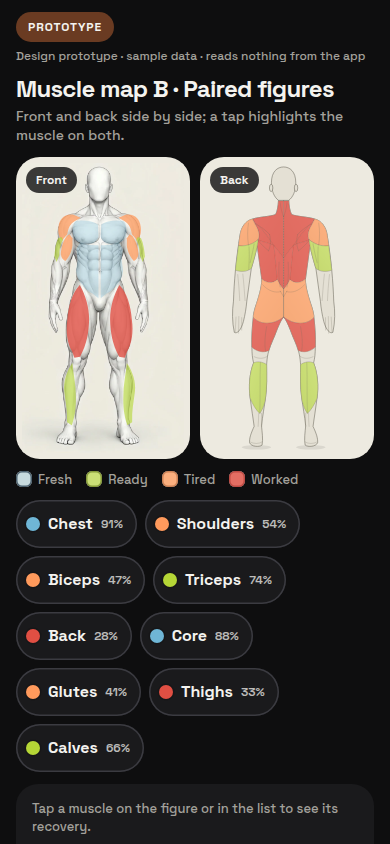 PROTOTYPE
Design prototype · sample data · reads nothing from the app
Muscle map B · Paired figures
Front and back side by side; a tap highlights the
muscle on both.
Front
Back
Fresh
Ready
Tired
Worked
Chest 91%
Shoulders 54%
Biceps 47%
Triceps 74%
Back 28%
Core 88%
Glutes 41%
Thighs 33%
Calves 66%
Tap a muscle on the figure or in the list to see its
recovery.